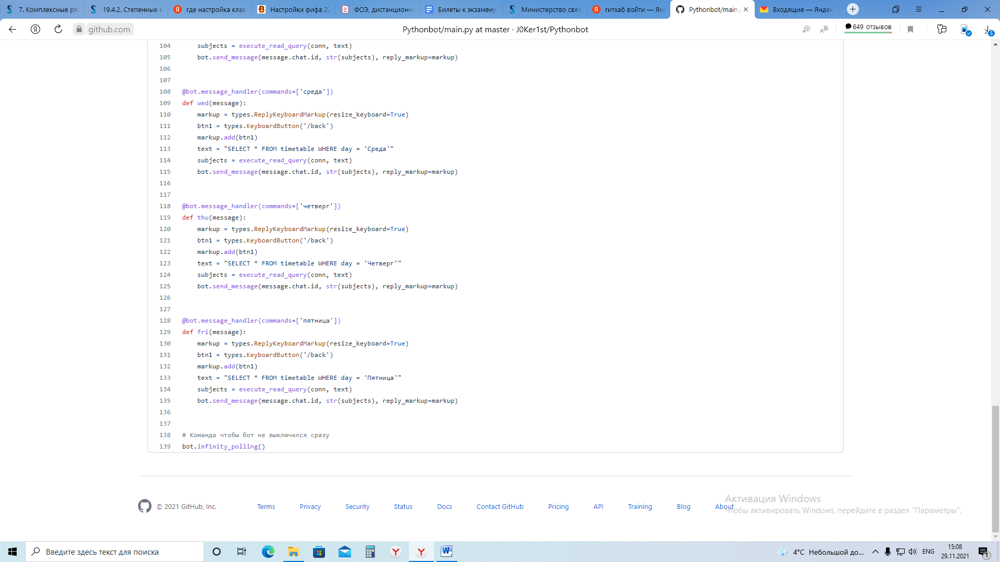 7. Комплексные ря
19.4.2. Степенные к
где настройка клав
Настройки фифа 22
ФОЭ, дистанционно
Билеты к экзамену
Министерство связ
гитхаб войти — Янд
Pythonbot/main.p
Входящие — Яндек
github.com
Pythonbot/main.py at master · J0Ker1st/Pythonbot
649 отзывов
5
104 subjects = execute_read_query(conn, text)
105 bot.send_message(message.chat.id, str(subjects), reply_markup=markup)
106
107
108 @bot.message_handler(commands=['среда'])
109 def wed(message):
110 markup = types.ReplyKeyboardMarkup(resize_keyboard=True)
111 btn1 = types.KeyboardButton('/back')
112 markup.add(btn1)
113 text = "SELECT * FROM timetable WHERE day = 'Среда'"
114 subjects = execute_read_query(conn, text)
115 bot.send_message(message.chat.id, str(subjects), reply_markup=markup)
116
117
118 @bot.message_handler(commands=['четверг'])
119 def thu(message):
120 markup = types.ReplyKeyboardMarkup(resize_keyboard=True)
121 btn1 = types.KeyboardButton('/back')
122 markup.add(btn1)
123 text = "SELECT * FROM timetable WHERE day = 'Четверг'"
124 subjects = execute_read_query(conn, text)
125 bot.send_message(message.chat.id, str(subjects), reply_markup=markup)
126
127
128 @bot.message_handler(commands=['пятница'])
129 def fri(message):
130 markup = types.ReplyKeyboardMarkup(resize_keyboard=True)
131 btn1 = types.KeyboardButton('/back')
132 markup.add(btn1)
133 text = "SELECT * FROM timetable WHERE day = 'Пятница'"
134 subjects = execute_read_query(conn, text)
135 bot.send_message(message.chat.id, str(subjects), reply_markup=markup)
136
137
138 # Команда чтобы бот не выключился сразу
139 bot.infinity_polling()
© 2021 GitHub, Inc.
Terms
Privacy
Security
Status
Docs
Contact GitHub
Pricing
API
Training
Blog
About
Активация Windows
Чтобы активировать Windows, перейдите в раздел "Параметры".
Введите здесь текст для поиска
4°C Небольшой до...
ENG
15:08
29.11.2021
1